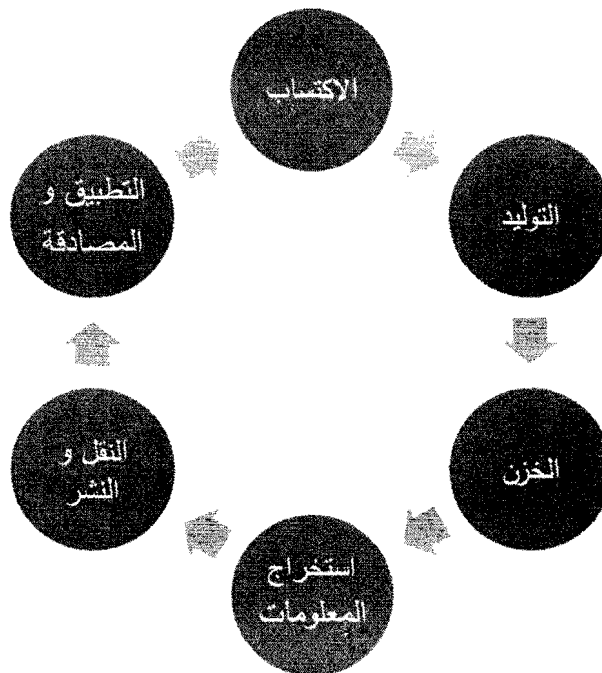 الاكتساب
التوليد
الخزن
استخراج
المعلومات
النقل و
النشر
التطبيق و
المصادقة